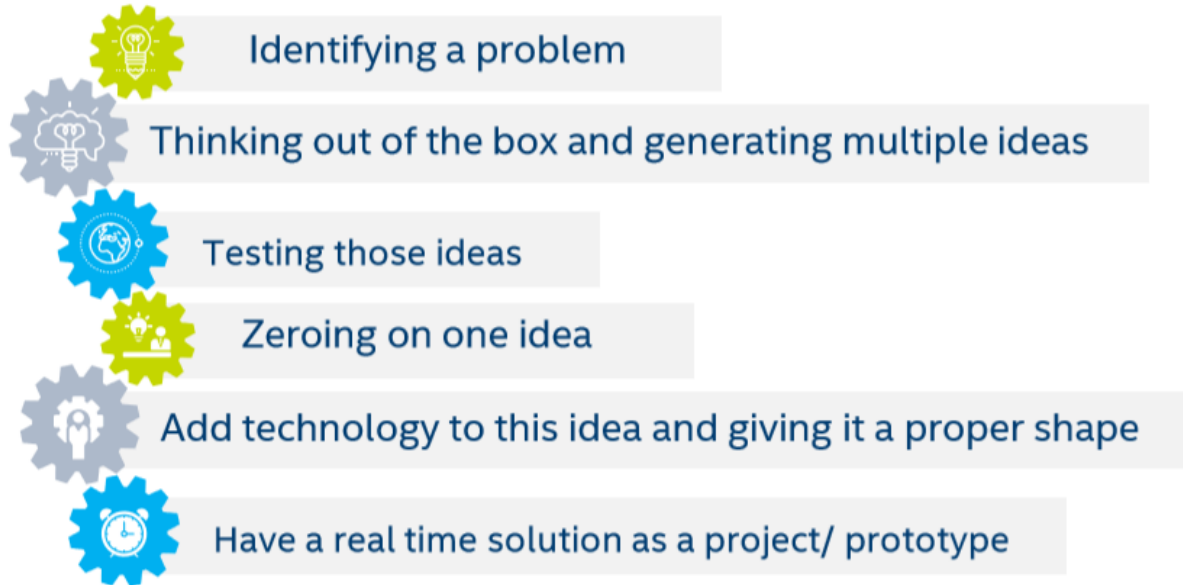 Identifying a problem
Thinking out of the box and generating multiple ideas
Testing those ideas
Zeroing on one idea
Add technology to this idea and giving it a proper shape
Have a real time solution as a project/ prototype